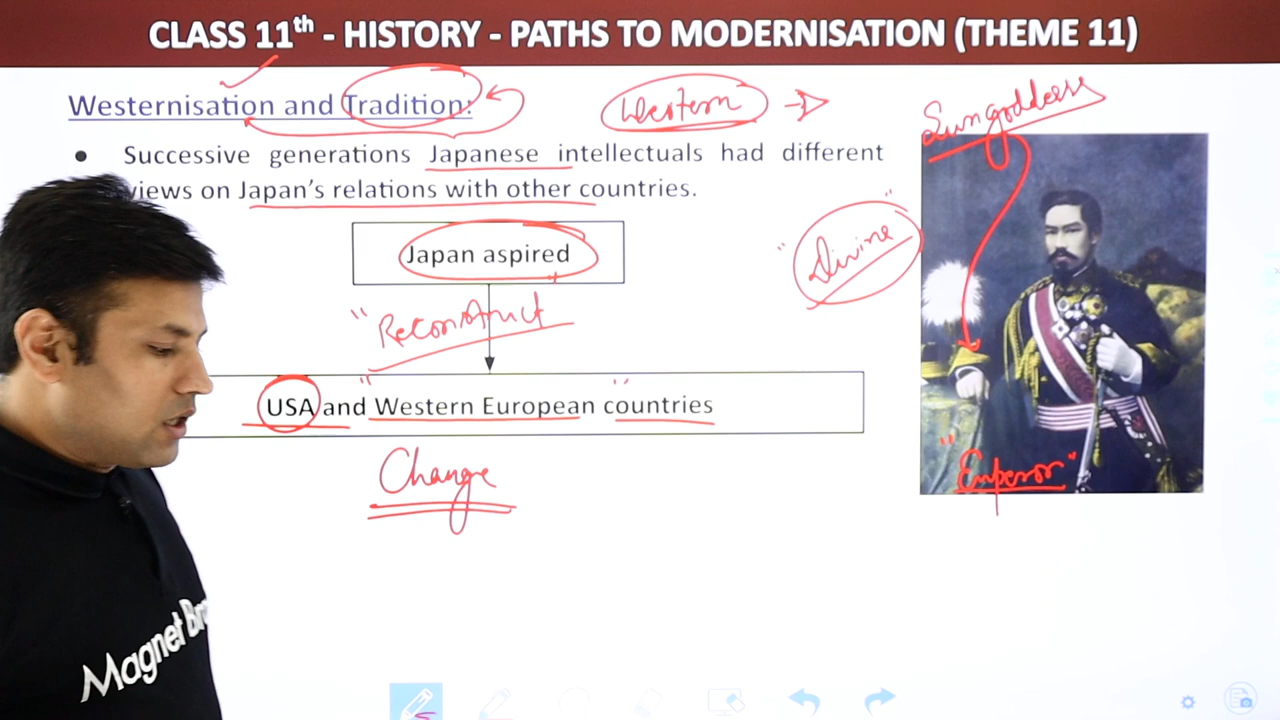 CLASS 11th - HISTORY - PATHS TO MODERNISATION (THEME 11)
Westernisation and Tradition:
Western
Sungoddess
• Successive generations Japanese intellectuals had different
views on Japan's relations with other countries.
"Divine"
Japan aspired
"Reconstruct
USA and "Western European countries"
Change
"Emperor"
Magnet Br